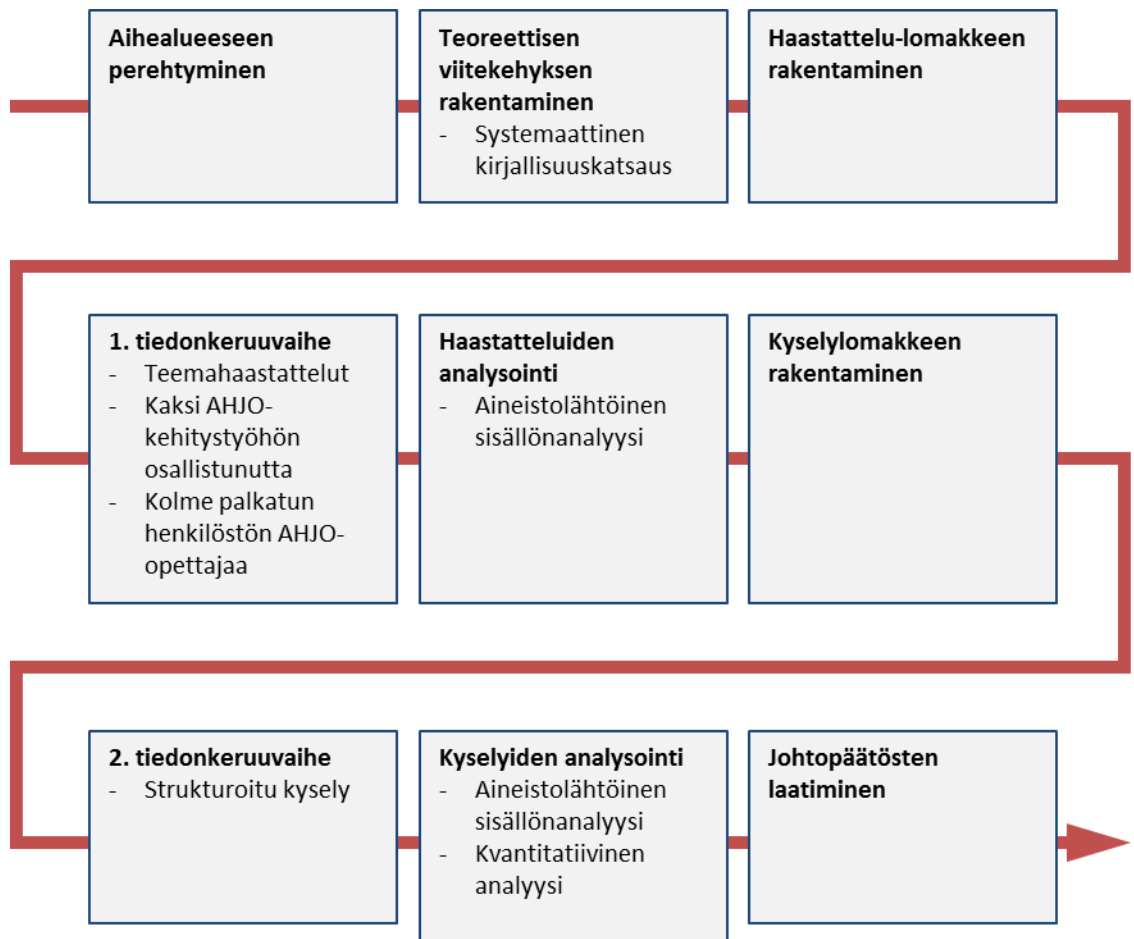 Aihealueeseen
perehtyminen
Teoreettisen
viitekehyksen
rakentaminen
- Systemaattinen
kirjallisuuskatsaus
Haastattelu-lomakkeen
rakentaminen
1. tiedonkeruuvaihe
- Teemahaastattelut
- Kaksi AHJO-
kehitystyöhön
osallistunutta
- Kolme palkatun
henkilöstön AHJO-
opettajaa
Haastatteluiden
analysointi
- Aineistolähtöinen
sisällönanalyysi
Kyselylomakkeen
rakentaminen
2. tiedonkeruuvaihe
- Strukturoitu kysely
Kyselyiden analysointi
- Aineistolähtöinen
sisällönanalyysi
- Kvantitatiivinen
analyysi
Johtopäätösten
laatiminen